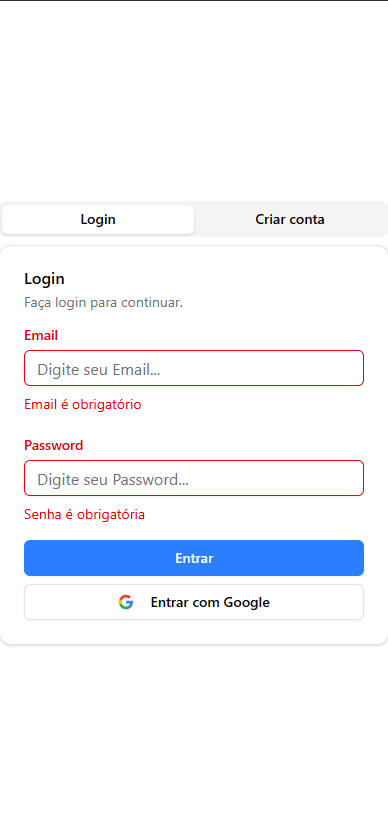 Login
Criar conta
Login
Faça login para continuar.
Email
Digite seu Email...
Email é obrigatório
Password
Digite seu Password...
Senha é obrigatória
Entrar
Entrar com Google